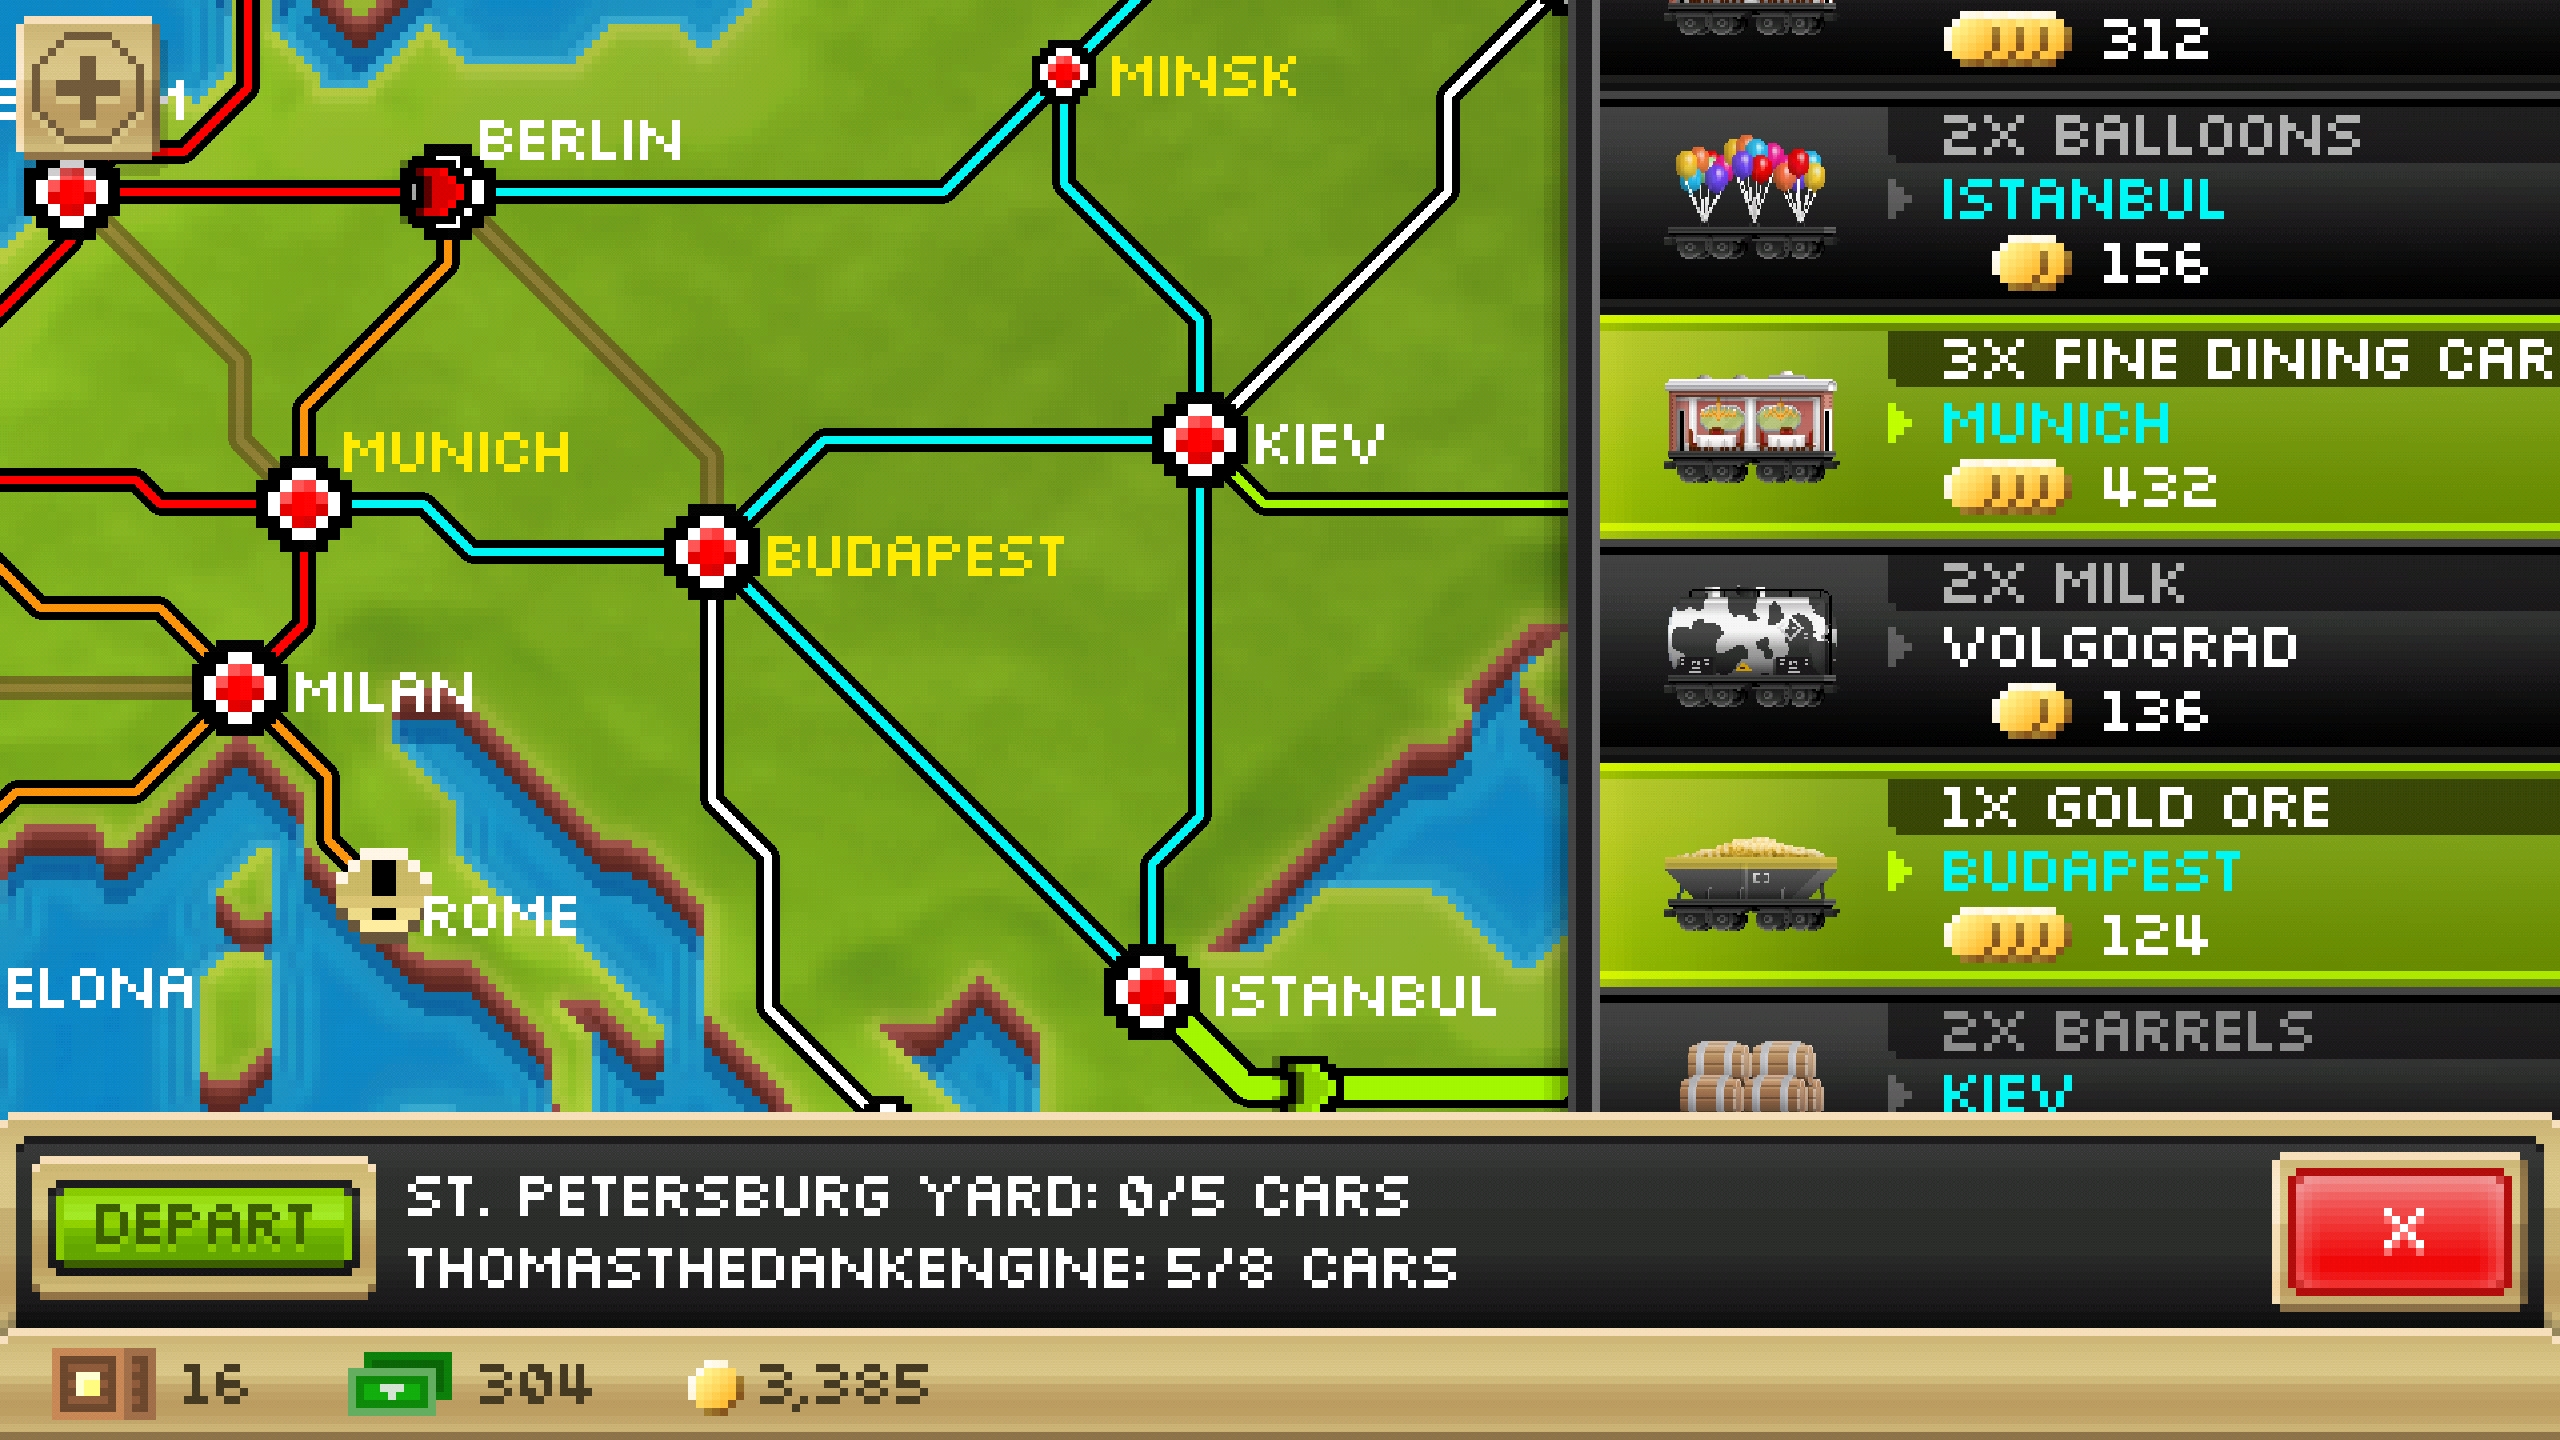 MINSK
BERLIN
MUNICH
KIEV
BUDAPEST
MILAN
ROME
ELONA
ISTANBUL
312
2X BALLOONS
ISTANBUL
156
3X FINE DINING CAR
MUNICH
432
2X MILK
VOLGOGRAD
136
1X GOLD ORE
BUDAPEST
124
2X BARRELS
KIEV
DEPART
ST. PETERSBURG YARD: 0/5 CARS
THOMASTHEDANKENGINE: 5/8 CARS
X
16
304
3,385